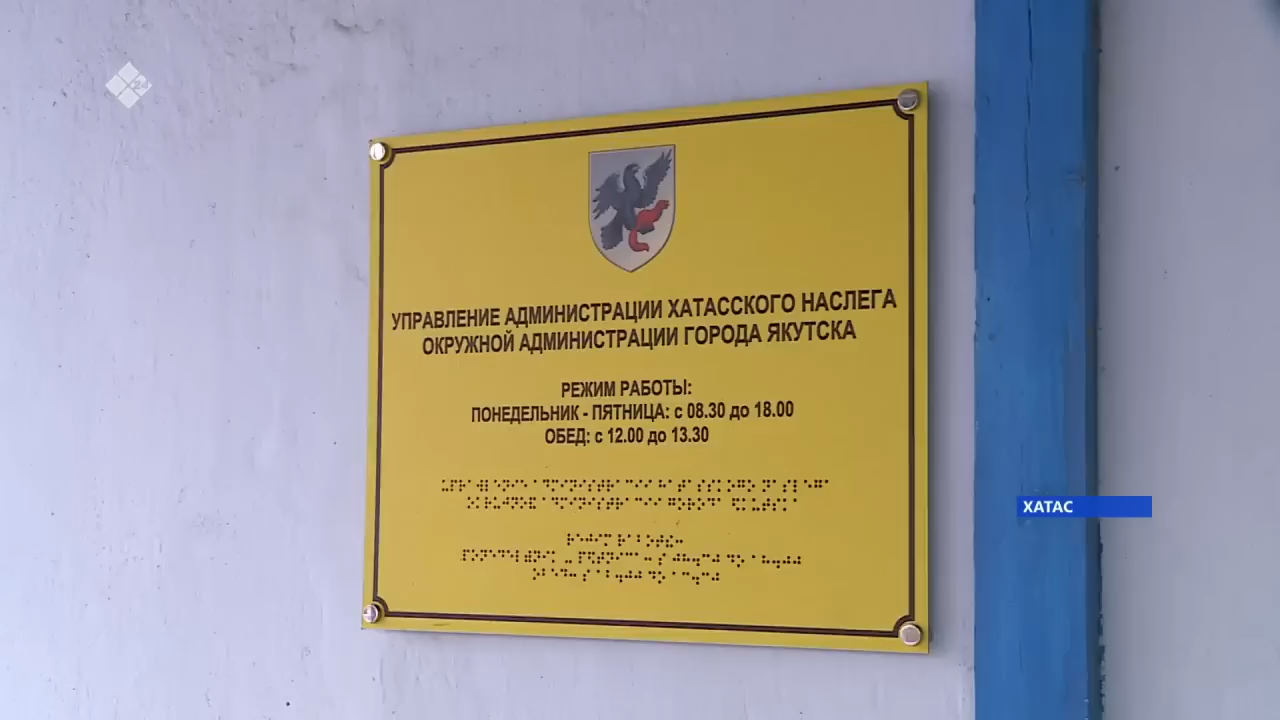 УПРАВЛЕНИЕ АДМИНИСТРАЦИИ ХАТАССКОГО НАСЛЕГА
ОКРУЖНОЙ АДМИНИСТРАЦИИ ГОРОДА ЯКУТСКА
РЕЖИМ РАБОТЫ:
ПОНЕДЕЛЬНИК - ПЯТНИЦА: с 08.30 до 18.00
ОБЕД: с 12.00 до 13.30
ХАТАС